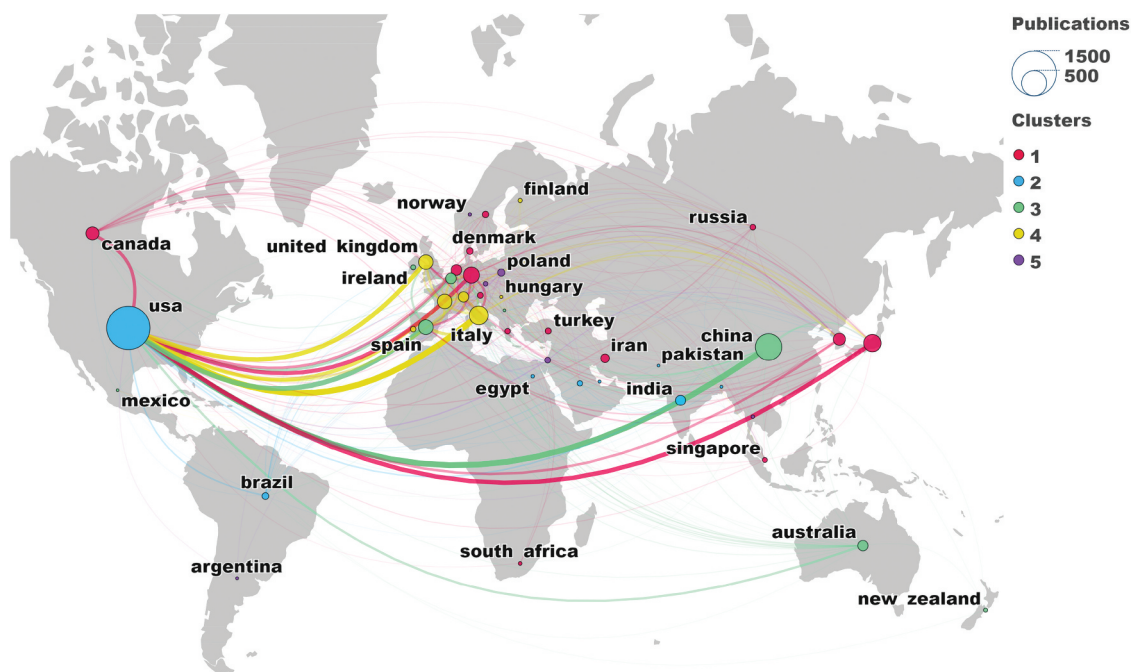 Publications
1500
500
Clusters
1
2
3
4
5
finland
norway
russia
canada
united kingdom
denmark
ireland
poland
hungary
usa
spain
italy
turkey
iran
china
pakistan
egypt
india
mexico
singapore
brazil
australia
argentina
south africa
new zealand